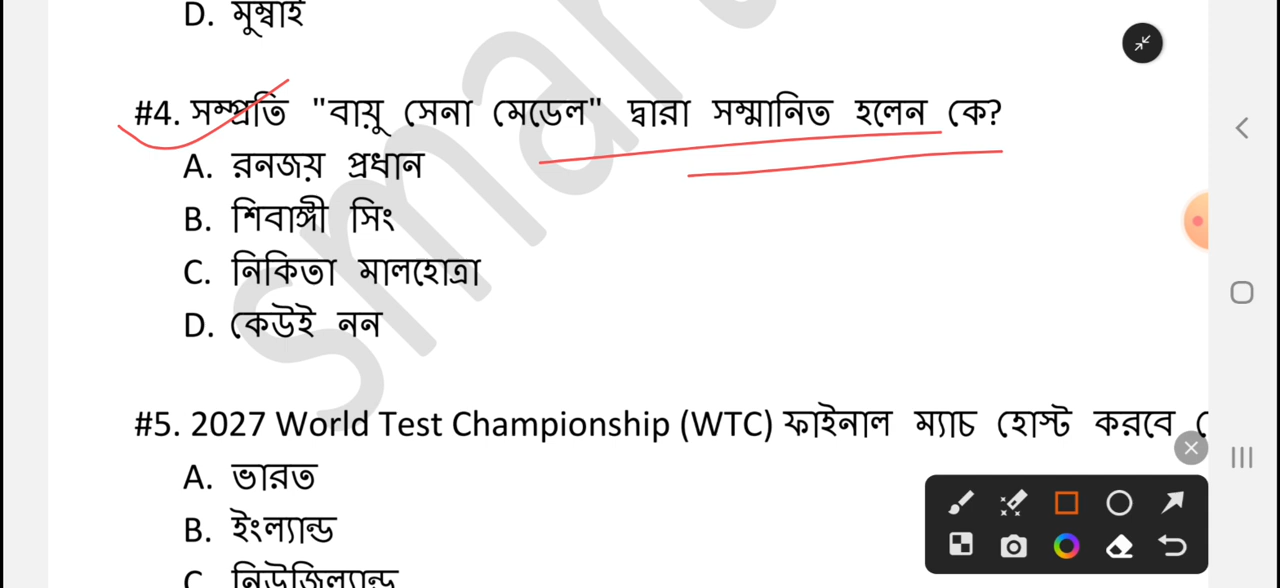 D. মুম্বাই
#4. সম্প্রতি "বায়ু সেনা মেডেল" দ্বারা সম্মানিত হলেন কে?
A. রনজয় প্রধান
B. শিবাঙ্গী সিং
C. নিকিতা মালহোত্রা
D. কেউই নন
#5. 2027 World Test Championship (WTC) ফাইনাল ম্যাচ হোস্ট করবে
A. ভারত
B. ইংল্যান্ড
C. নিউজিল্যান্ড